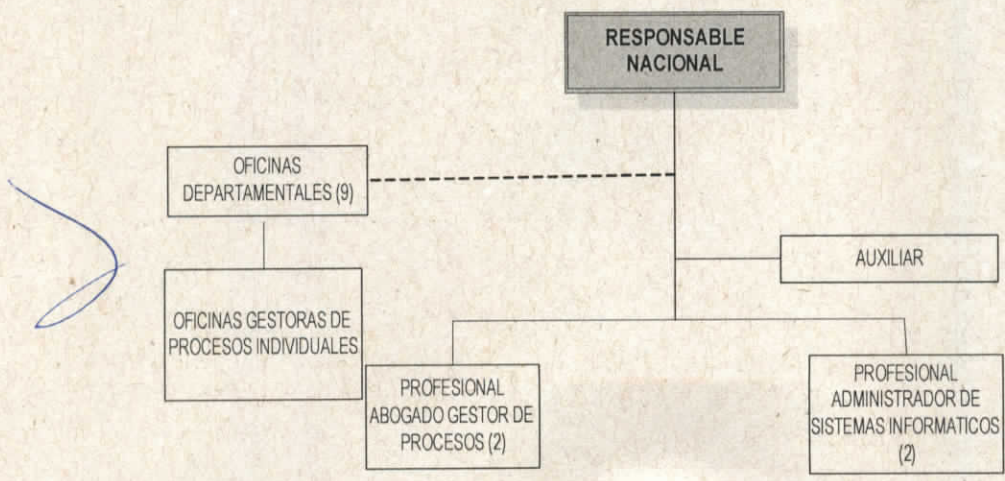 RESPONSABLE
NACIONAL
OFICINAS
DEPARTAMENTALES (9)
AUXILIAR
OFICINAS GESTORAS DE
PROCESOS INDIVIDUALES
PROFESIONAL
ABOGADO GESTOR DE
PROCESOS (2)
PROFESIONAL
ADMINISTRADOR DE
SISTEMAS INFORMATICOS
(2)